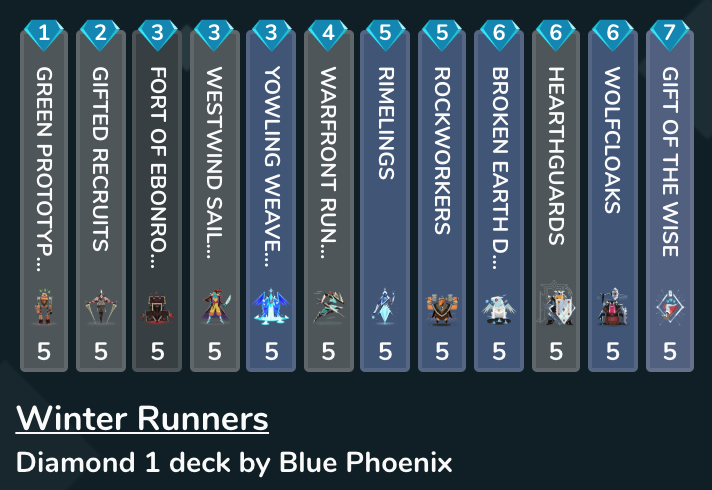 1 2 3 3 3 4 5 5 6 6 6 7
GREEN PROTOTYP...
GIFTED RECRUITS
FORT OF EBONRO...
WESTWIND SAIL...
YOWLING WEAVE...
WARFRONT RUN...
RIMELINGS
ROCKWORKERS
BROKEN EARTH D...
HEARTHGUARDS
WOLFCLOAKS
GIFT OF THE WISE
5 5 5 5 5 5 5 5 5 5 5 5
Winter Runners
Diamond 1 deck by Blue Phoenix